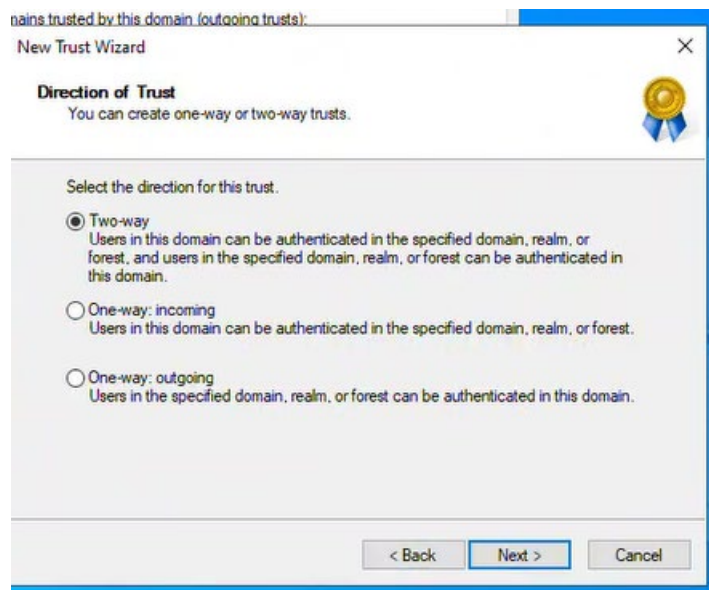 nains trusted by this domain (outgoing trusts):
New Trust Wizard
Direction of Trust
You can create one-way or two-way trusts.
Select the direction for this trust.
Two-way
Users in this domain can be authenticated in the specified domain, realm, or
forest, and users in the specified domain, realm, or forest can be authenticated in
this domain.
One-way: incoming
Users in this domain can be authenticated in the specified domain, realm, or forest.
One-way: outgoing
Users in the specified domain, realm, or forest can be authenticated in this domain.
< Back Next > Cancel